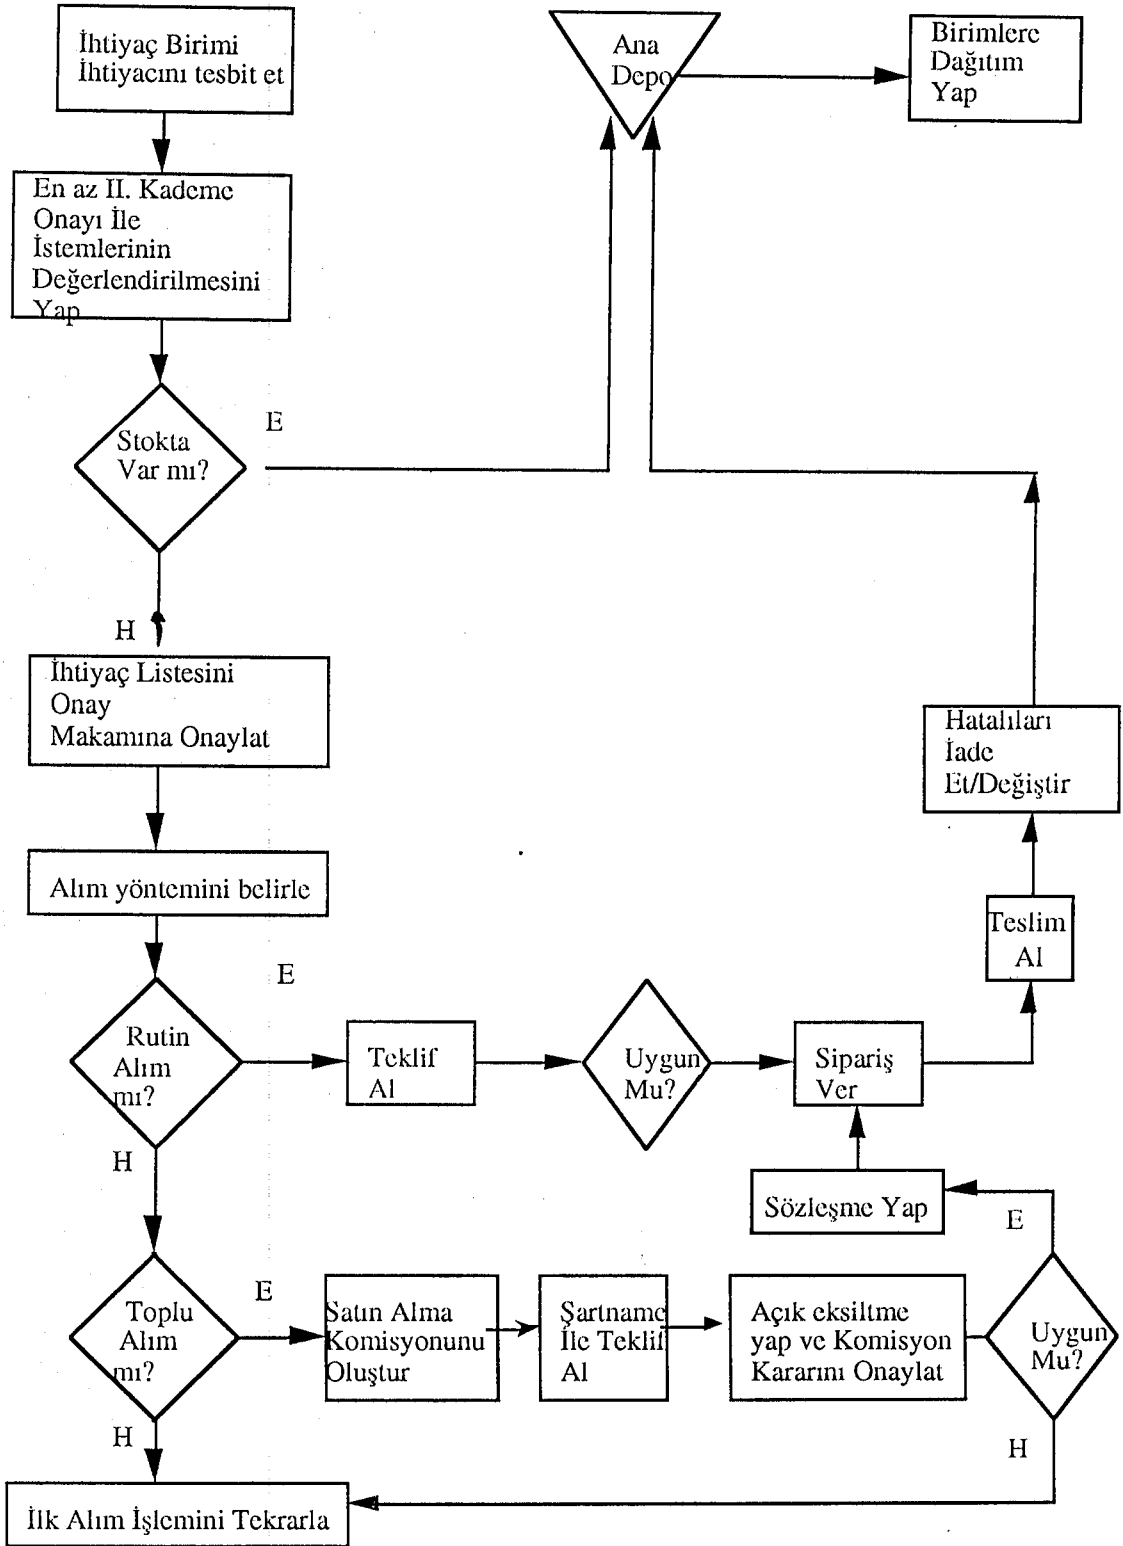 İhtiyaç Birimi
İhtiyacını tesbit et
Ana
Depo
Birimlere
Dağıtım
Yap
En az II. Kademe
Onayı İle
İstemlerinin
Değerlendirilmesini
Yap
E
Stokta
Var mı?
H
İhtiyaç Listesini
Onay
Makamına Onaylat
Hatalıları
İade
Et/Değiştir
Alım yöntemini belirle
Teslim
Al
E
Rutin
Alım
mı?
Teklif
Al
Uygun
Mu?
Sipariş
Ver
H
Sözleşme Yap
E
E
Toplu
Alım
mı?
Satın Alma
Komisyonunu
Oluştur
Şartname
İle Teklif
Al
Açık eksiltme
yap ve Komisyon
Kararını Onaylat
Uygun
Mu?
H
H
İlk Alım İşlemini Tekrarla